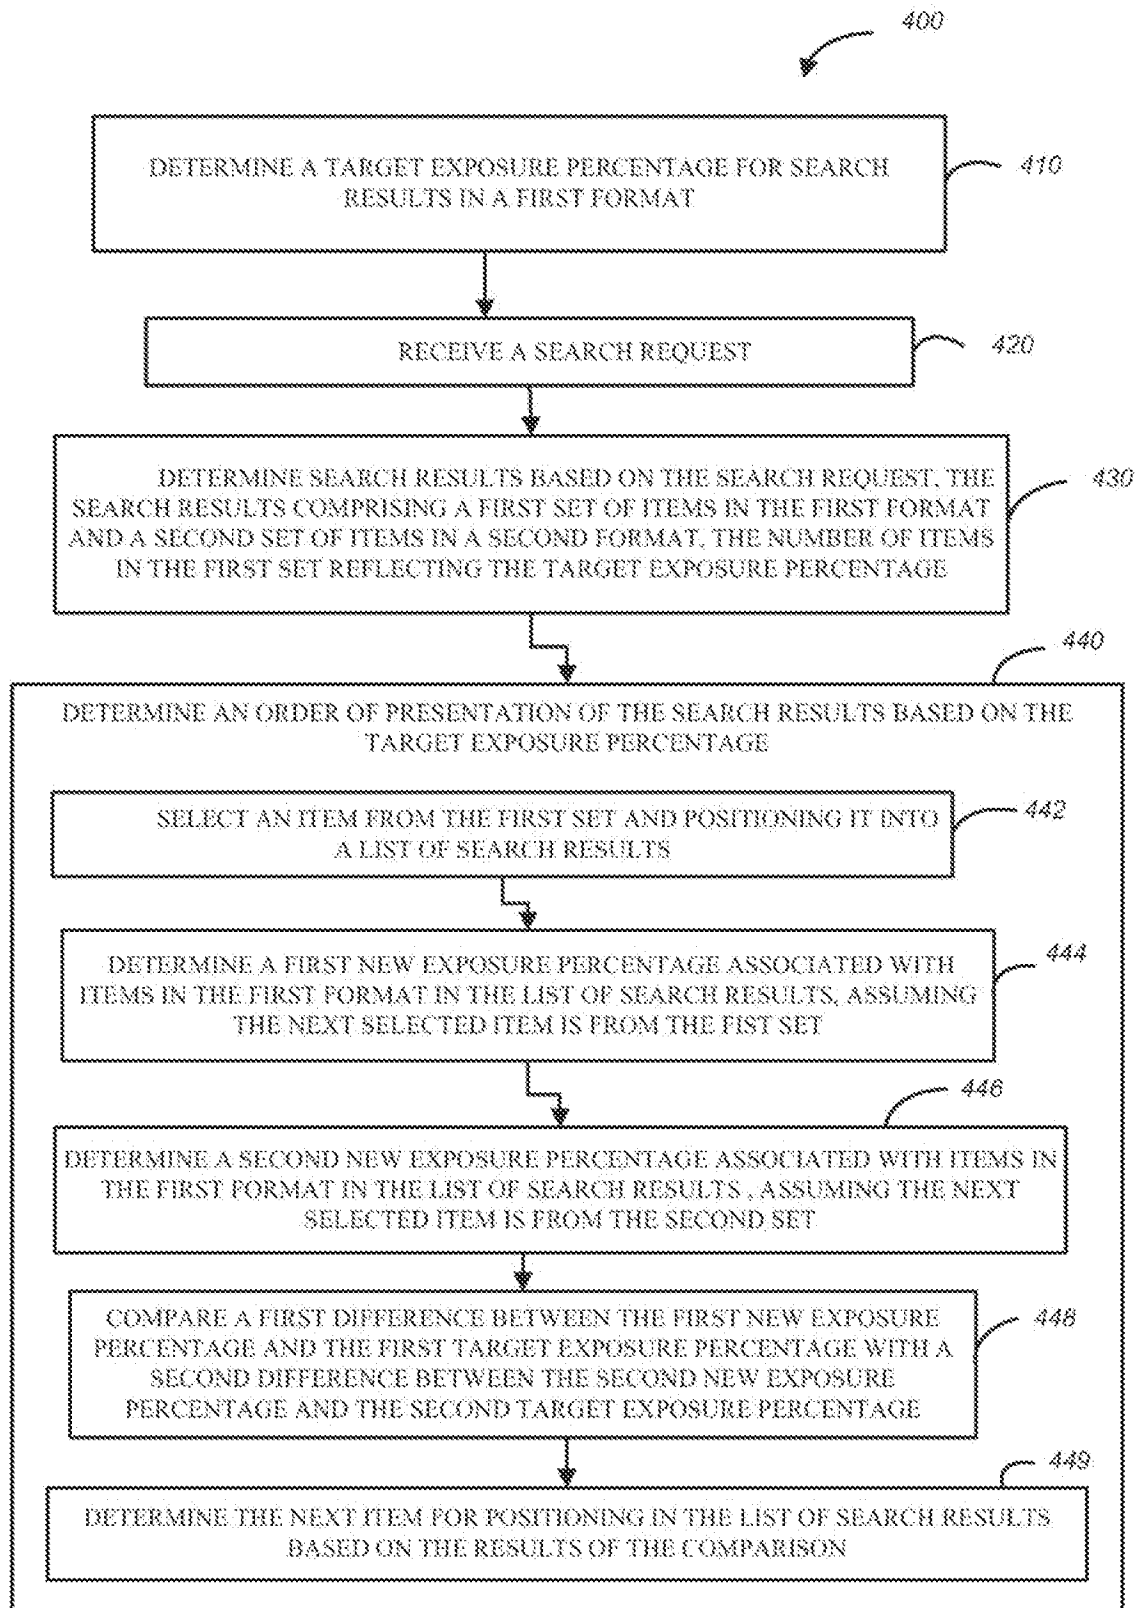 400
DETERMINE A TARGET EXPOSURE PERCENTAGE FOR SEARCH
RESULTS IN A FIRST FORMAT
410
RECEIVE A SEARCH REQUEST
420
DETERMINE SEARCH RESULTS BASED ON THE SEARCH REQUEST, THE
SEARCH RESULTS COMPRISING A FIRST SET OF ITEMS IN THE FIRST FORMAT
AND A SECOND SET OF ITEMS IN A SECOND FORMAT, THE NUMBER OF ITEMS
IN THE FIRST SET REFLECTING THE TARGET EXPOSURE PERCENTAGE
430
440
DETERMINE AN ORDER OF PRESENTATION OF THE SEARCH RESULTS BASED ON THE
TARGET EXPOSURE PERCENTAGE
SELECT AN ITEM FROM THE FIRST SET AND POSITIONING IT INTO
A LIST OF SEARCH RESULTS
442
DETERMINE A FIRST NEW EXPOSURE PERCENTAGE ASSOCIATED WITH
ITEMS IN THE FIRST FORMAT IN THE LIST OF SEARCH RESULTS, ASSUMING
THE NEXT SELECTED ITEM IS FROM THE FIST SET
444
446
DETERMINE A SECOND NEW EXPOSURE PERCENTAGE ASSOCIATED WITH ITEMS IN
THE FIRST FORMAT IN THE LIST OF SEARCH RESULTS , ASSUMING THE NEXT
SELECTED ITEM IS FROM THE SECOND SET
COMPARE A FIRST DIFFERENCE BETWEEN THE FIRST NEW EXPOSURE
PERCENTAGE AND THE FIRST TARGET EXPOSURE PERCENTAGE WITH A
SECOND DIFFERENCE BETWEEN THE SECOND NEW EXPOSURE
PERCENTAGE AND THE SECOND TARGET EXPOSURE PERCENTAGE
448
449
DETERMINE THE NEXT ITEM FOR POSITIONING IN THE LIST OF SEARCH RESULTS
BASED ON THE RESULTS OF THE COMPARISON